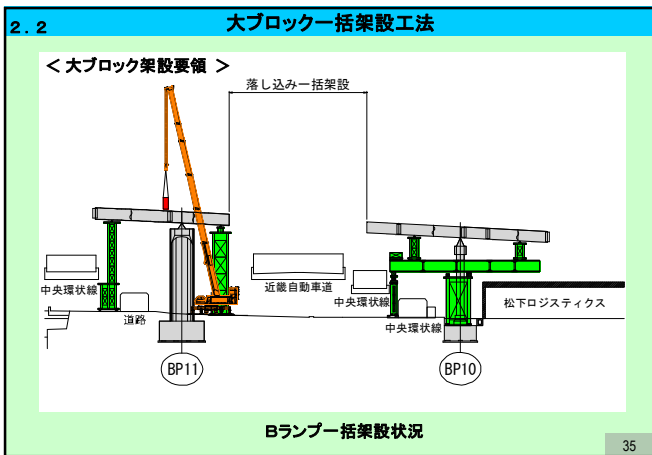 2.2
大ブロック一括架設工法
＜大ブロック架設要領＞
落し込み一括架設
中央環状線
道路
近畿自動車道
中央環状線
中央環状線
松下ロジスティクス
BP11
BP10
Bランプ一括架設状況
35